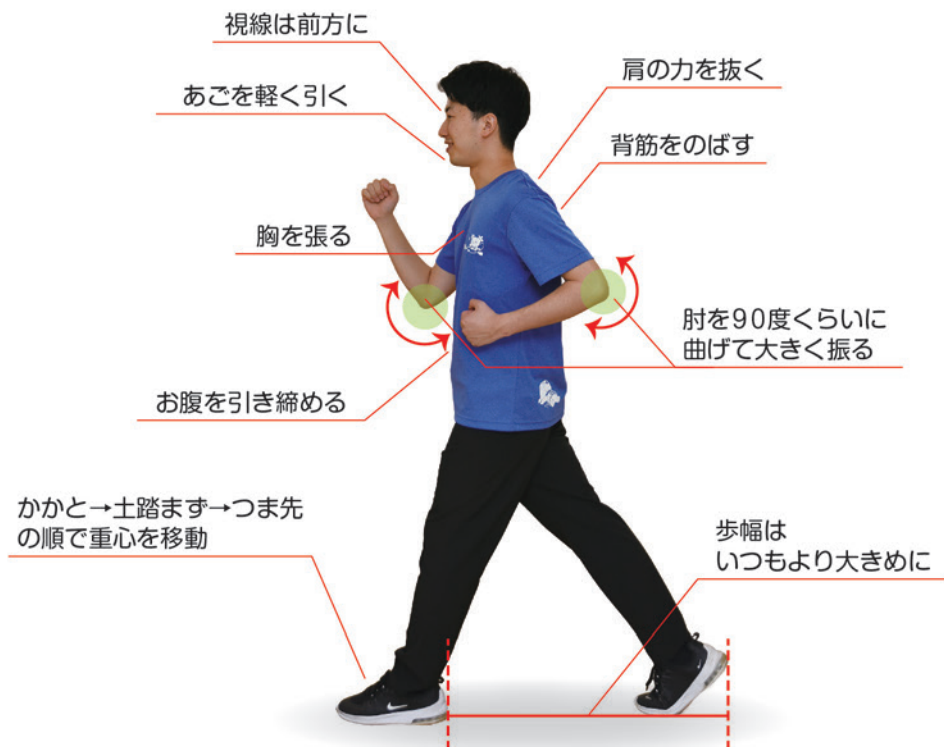 視線は前方に
あごを軽く引く
肩の力を抜く
背筋をのばす
胸を張る
肘を90度くらいに
曲げて大きく振る
お腹を引き締める
かかと→土踏まず→つま先
の順で重心を移動
歩幅は
いつもより大きめに